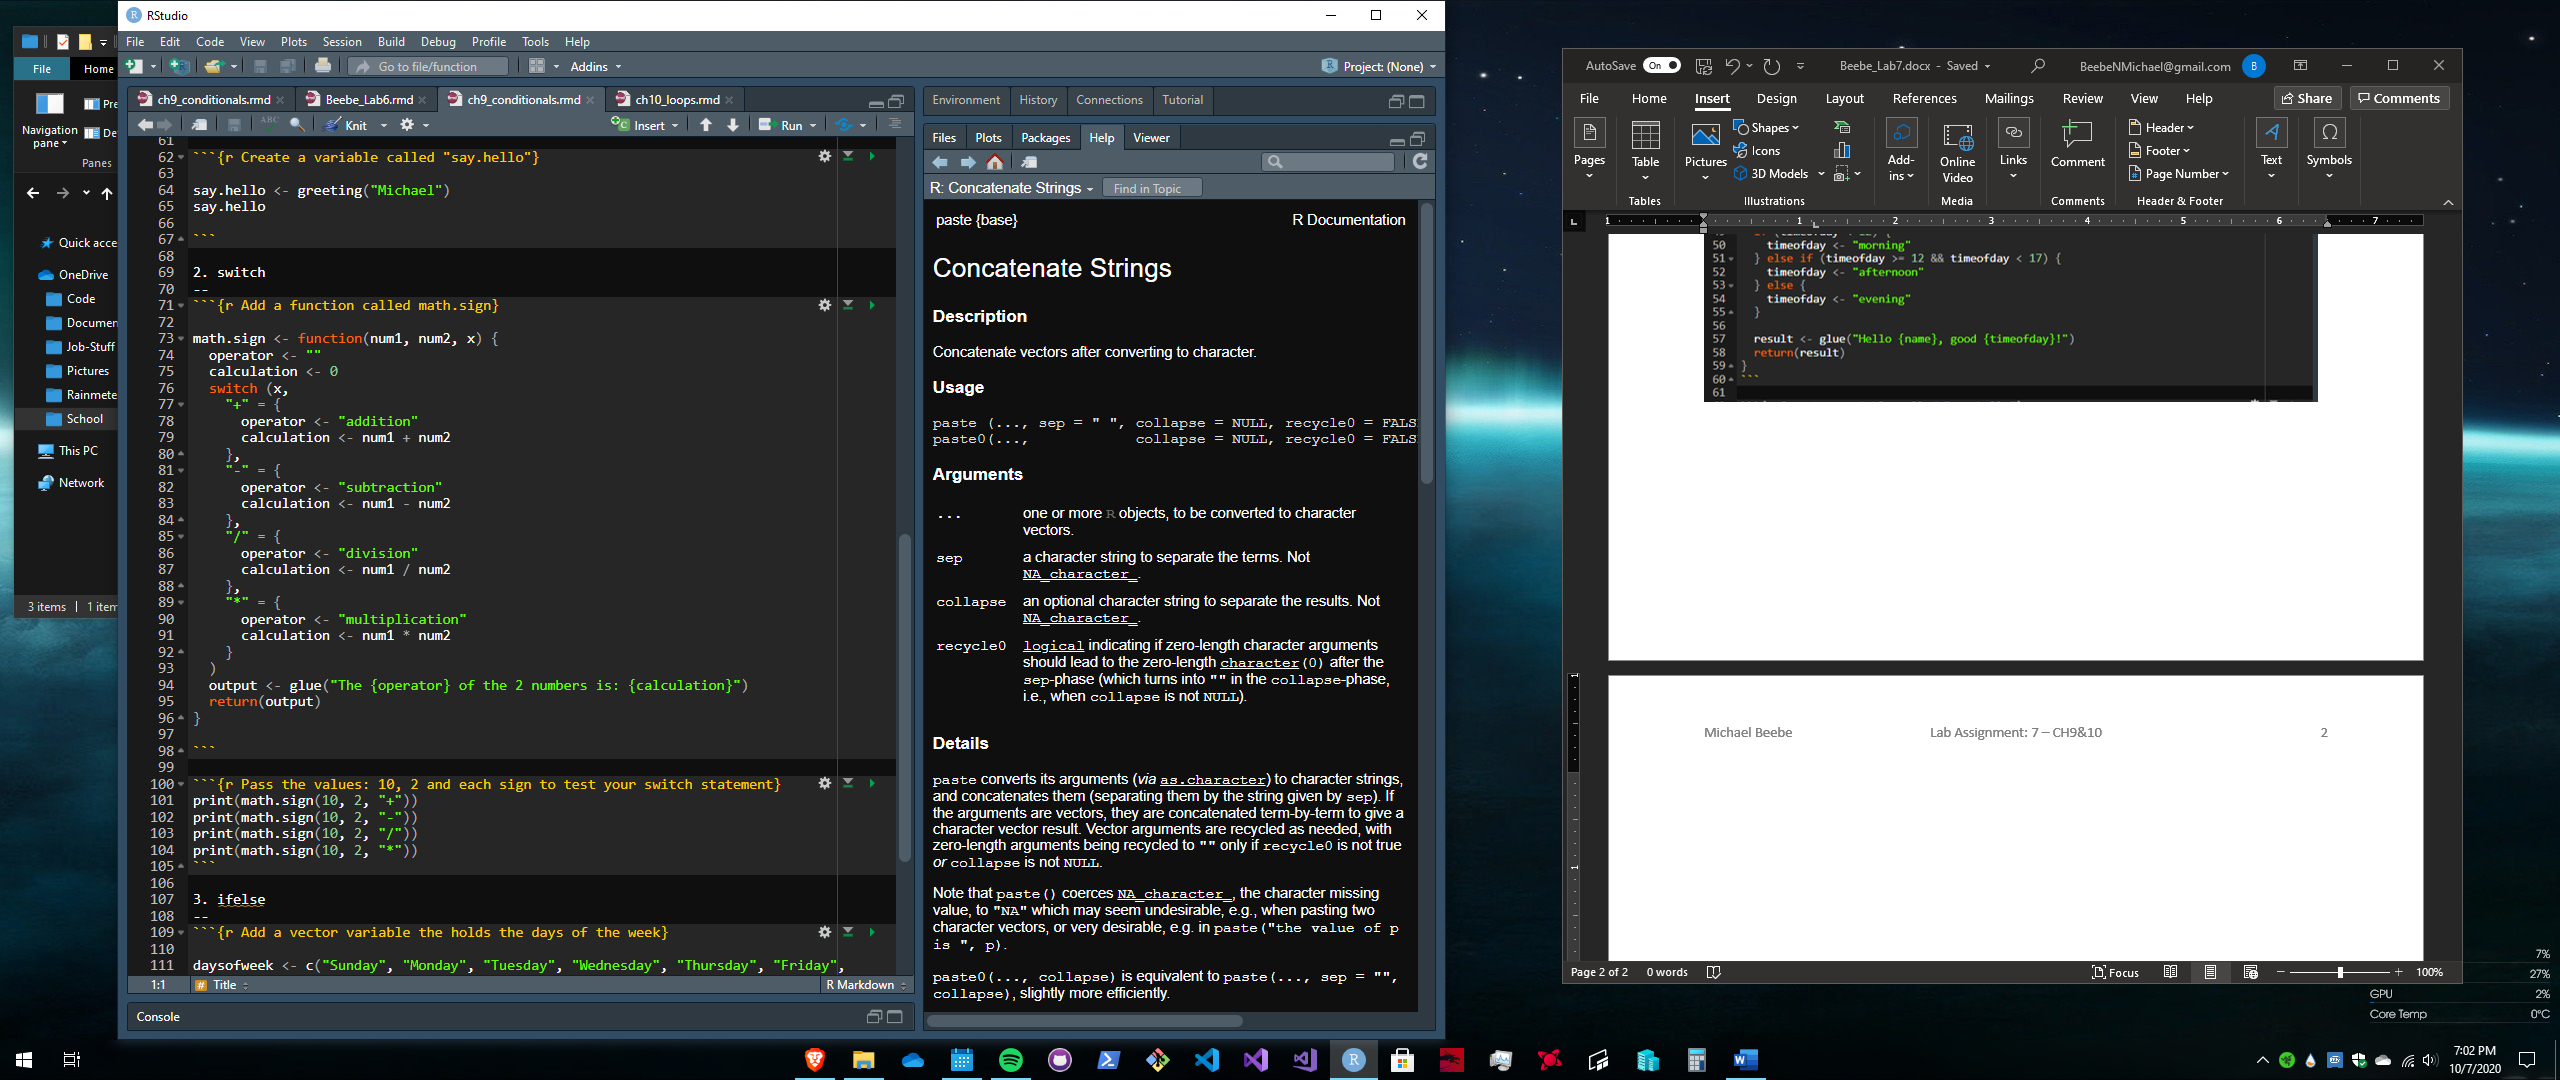 RStudio
File Edit Code View Plots Session Build Debug Profile Tools Help
Go to file/function
Addins
Project: (None)
ch9_conditionals.rmd
Beebe_Lab6.rmd
ch9_conditionals.rmd
ch10_loops.rmd
Knit
Insert
Run
61
62 ```{r Create a variable called "say.hello"}
63
64 say.hello <- greeting("Michael")
65 say.hello
66
67 ```
68
69 2. switch
70 --
71 ```{r Add a function called math.sign}
72
73 math.sign <- function(num1, num2, x) {
74 operator <- ""
75 calculation <- 0
76 switch (x,
77 "+" = {
78 operator <- "addition"
79 calculation <- num1 + num2
80 },
81 "-" = {
82 operator <- "subtraction"
83 calculation <- num1 - num2
84 },
85 "/" = {
86 operator <- "division"
87 calculation <- num1 / num2
88 },
89 "*" = {
90 operator <- "multiplication"
91 calculation <- num1 * num2
92 }
93 )
94 output <- glue("The {operator} of the 2 numbers is: {calculation}")
95 return(output)
96 }
97
98 ```
99
100 ```{r Pass the values: 10, 2 and each sign to test your switch statement}
101 print(math.sign(10, 2, "+"))
102 print(math.sign(10, 2, "-"))
103 print(math.sign(10, 2, "/"))
104 print(math.sign(10, 2, "*"))
105 ```
106
107 3. ifelse
108 --
109 ```{r Add a vector variable the holds the days of the week}
110
111 daysofweek <- c("Sunday", "Monday", "Tuesday", "Wednesday", "Thursday", "Friday",
1:1 # Title R Markdown
Console
Environment History Connections Tutorial
Files Plots Packages Help Viewer
R: Concatenate Strings Find in Topic
paste {base} R Documentation
Concatenate Strings
Description
Concatenate vectors after converting to character.
Usage
paste (..., sep = " ", collapse = NULL, recycle0 = FALS
paste0(..., collapse = NULL, recycle0 = FALS
Arguments
... one or more R objects, to be converted to character
vectors.
sep a character string to separate the terms. Not
NA_character_.
collapse an optional character string to separate the results. Not
NA_character_.
recycle0 logical indicating if zero-length character arguments
should lead to the zero-length character(0) after the
sep-phase (which turns into "" in the collapse-phase,
i.e., when collapse is not NULL).
Details
paste converts its arguments (via as.character) to character strings,
and concatenates them (separating them by the string given by sep). If
the arguments are vectors, they are concatenated term-by-term to give a
character vector result. Vector arguments are recycled as needed, with
zero-length arguments being recycled to "" only if recycle0 is not true
or collapse is not NULL.
Note that paste() coerces NA_character_, the character missing
value, to "NA" which may seem undesirable, e.g., when pasting two
character vectors, or very desirable, e.g. in paste("the value of p
is ", p).
paste0(..., collapse) is equivalent to paste(..., sep = "",
collapse), slightly more efficiently.
File Home
Pre
Navigation
pane
De
Panes
Quick acce
OneDrive
Code
Documen
Job-Stuff
Pictures
Rainmete
School
This PC
Network
3 items 1 item
AutoSave On
Beebe_Lab7.docx - Saved
BeebeNMichael@gmail.com B
File Home Insert Design Layout References Mailings Review View Help Share Comments
Pages
Table
Tables
Pictures
Shapes
Icons
3D Models
Illustrations
Add-
ins
Online
Video
Media
Links
Comment
Comments
Header
Footer
Page Number
Header & Footer
Text
Symbols
1 1 2 3 4 5 6 7
50 timeofday <- "morning"
51 } else if (timeofday >= 12 && timeofday < 17) {
52 timeofday <- "afternoon"
53 } else {
54 timeofday <- "evening"
55 }
56
57 result <- glue("Hello {name}, good {timeofday}!")
58 return(result)
59 }
60 ```
61
Michael Beebe Lab Assignment: 7 – CH9&10 2
Page 2 of 2 0 words Focus 100%
7%
27%
GPU 2%
Core Temp 0°C
7:02 PM
10/7/2020